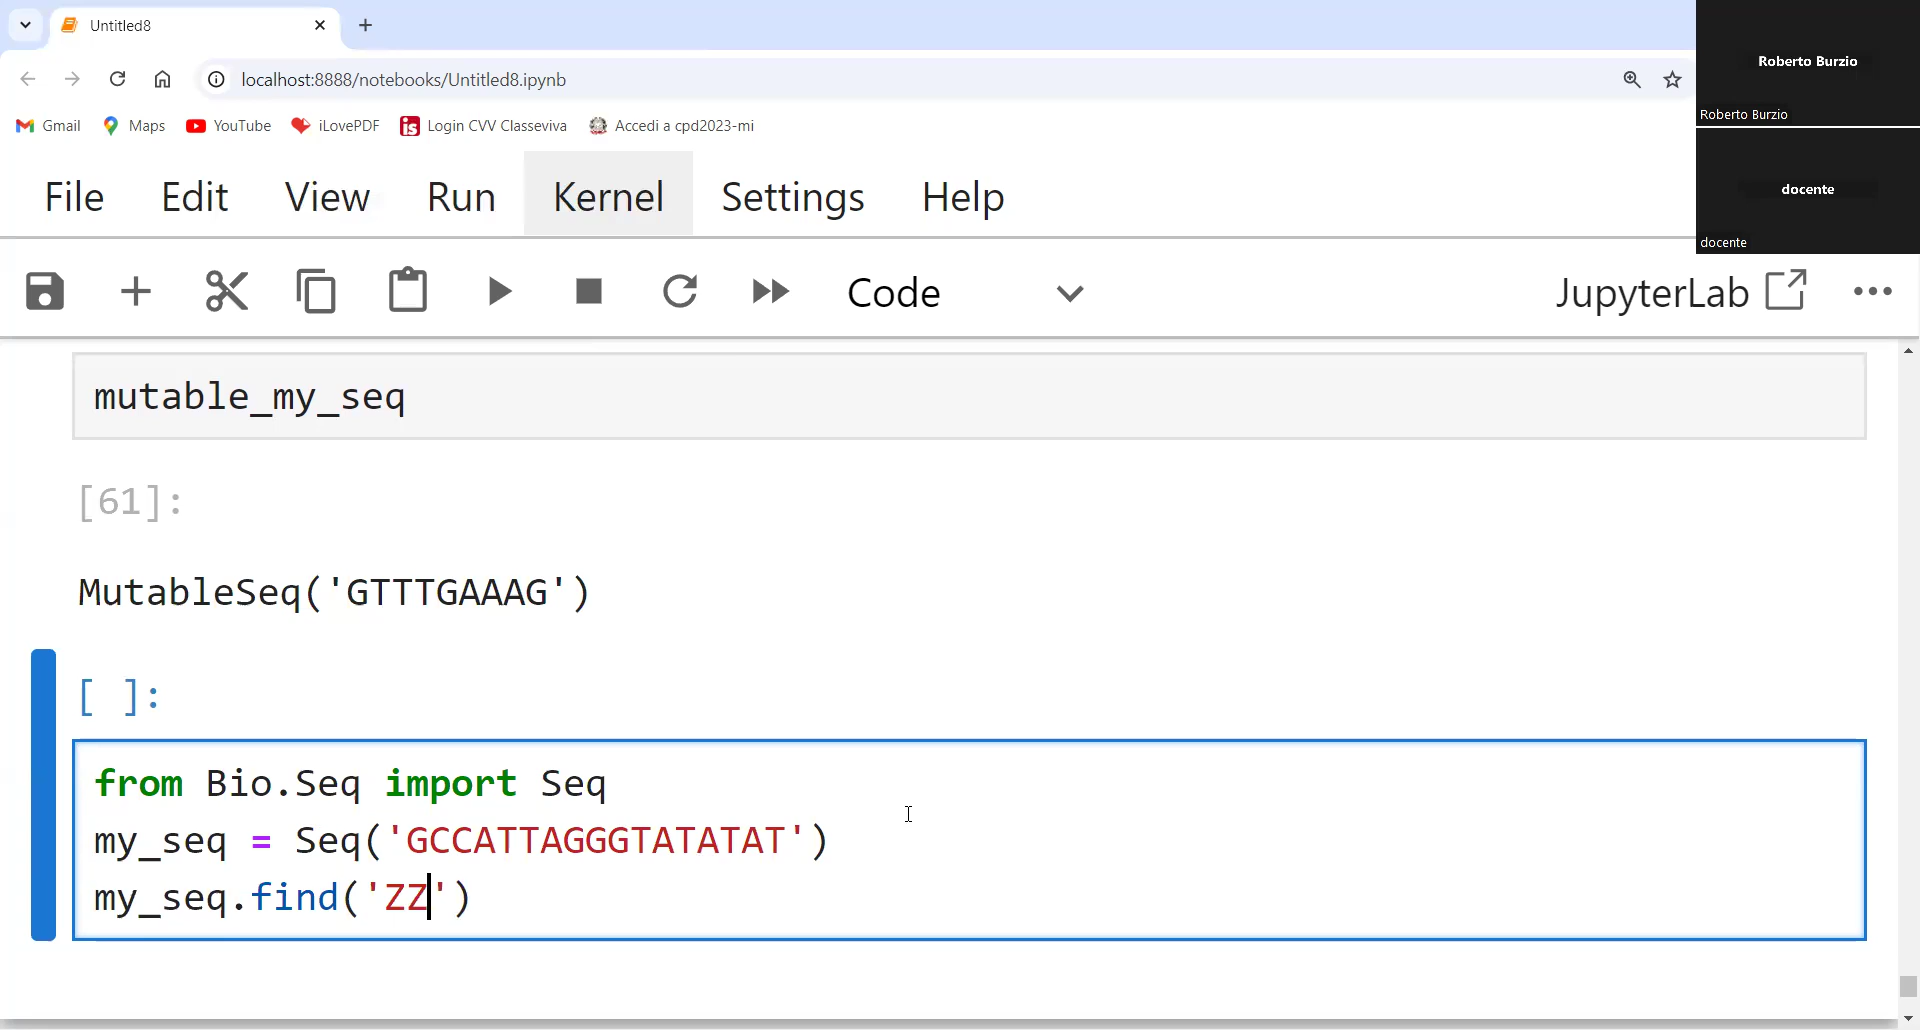 Untitled8
localhost:8888/notebooks/Untitled8.ipynb
Gmail Maps YouTube iLovePDF Login CVV Classeviva Accedi a cpd2023-mi
Roberto Burzio
Roberto Burzio
docente
docente
File Edit View Run Kernel Settings Help
Code JupyterLab
mutable_my_seq
[61]:
MutableSeq('GTTTGAAAG')
[ ]:
from Bio.Seq import Seq
my_seq = Seq('GCCATTAGGGTATATAT')
my_seq.find('ZZ')